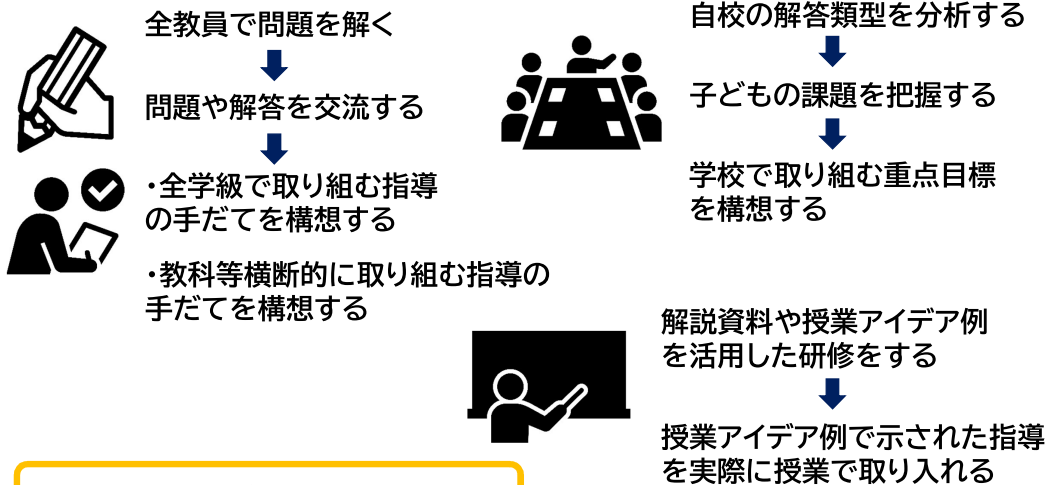 全教員で問題を解く
問題や解答を交流する
・全学級で取り組む指導
の手だてを構想する
・教科等横断的に取り組む指導の
手だてを構想する
自校の解答類型を分析する
子どもの課題を把握する
学校で取り組む重点目標
を構想する
解説資料や授業アイデア例
を活用した研修をする
授業アイデア例で示された指導
を実際に授業で取り入れる